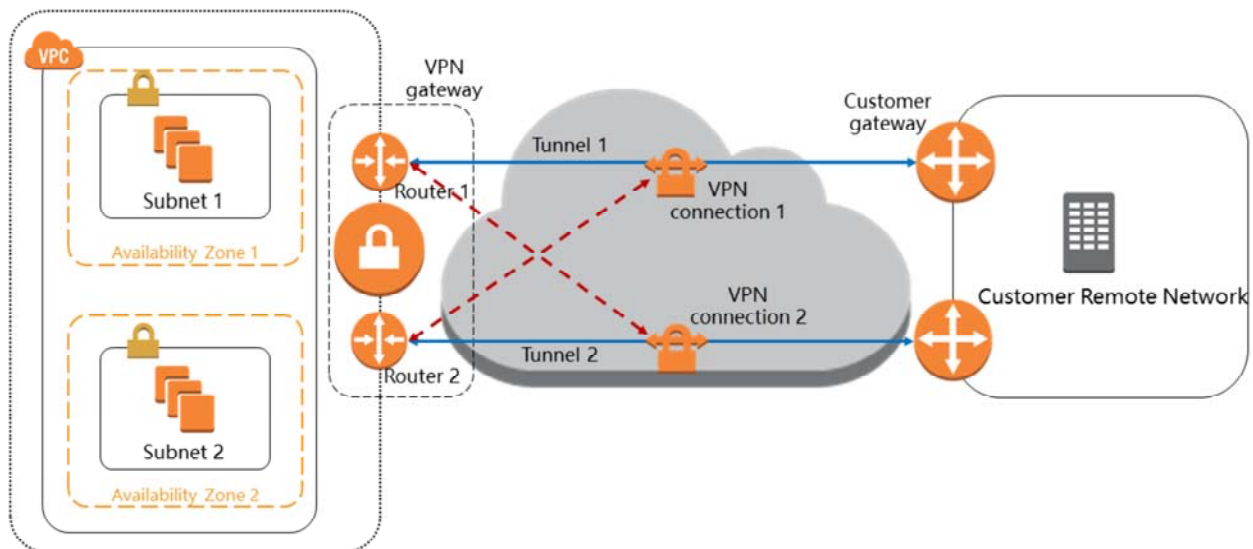 VPC
Subnet 1
Availability Zone 1
Subnet 2
Availability Zone 2
VPN
gateway
Router 1
Router 2
Tunnel 1
VPN
connection 1
VPN
connection 2
Tunnel 2
Customer
gateway
Customer Remote Network